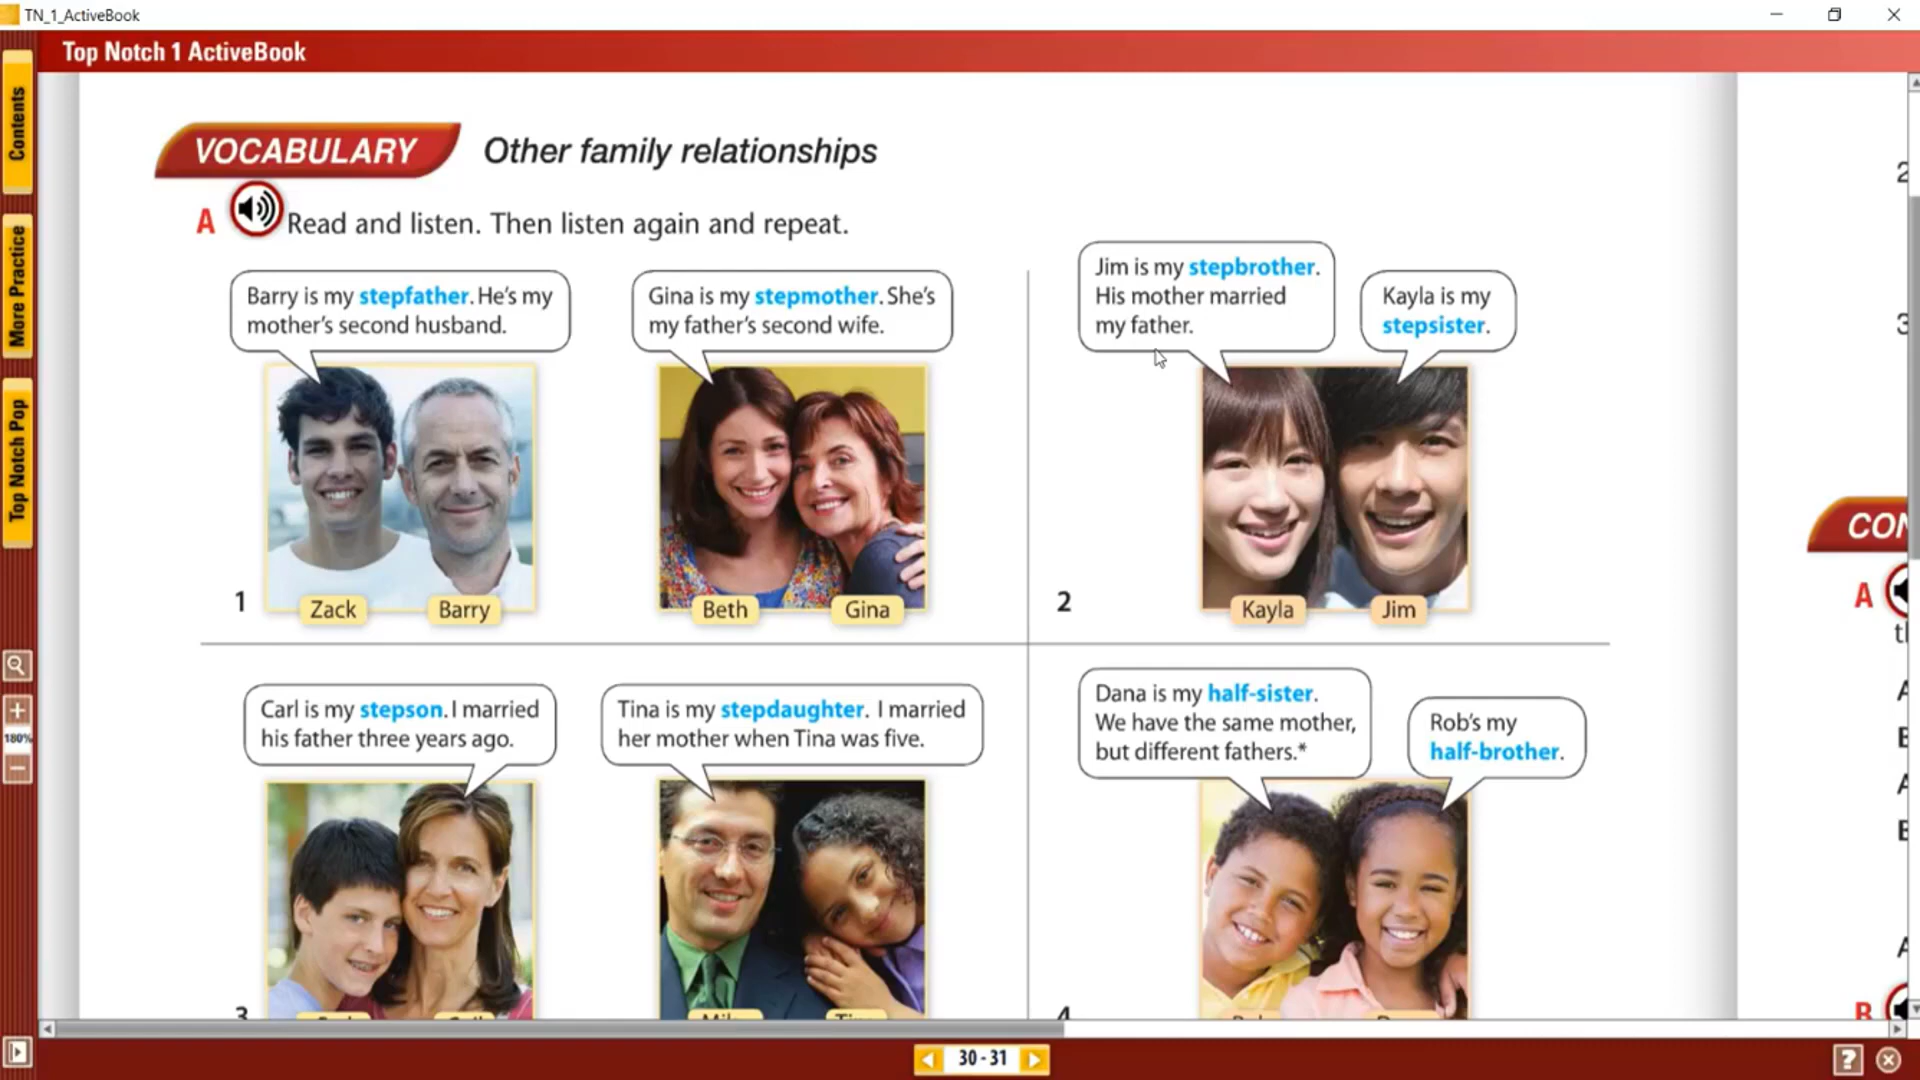 TN_1_ActiveBook
Top Notch 1 ActiveBook
Contents
More Practice
Top Notch Pop
180%
VOCABULARY Other family relationships
A Read and listen. Then listen again and repeat.
Barry is my stepfather. He's my
mother's second husband.
Gina is my stepmother. She's
my father's second wife.
Jim is my stepbrother.
His mother married
my father.
Kayla is my
stepsister.
1
Zack
Barry
Beth
Gina
2
Kayla
Jim
Carl is my stepson. I married
his father three years ago.
Tina is my stepdaughter. I married
her mother when Tina was five.
Dana is my half-sister.
We have the same mother,
but different fathers.*
Rob's my
half-brother.
3
4
2
3
A
B
30 - 31
?